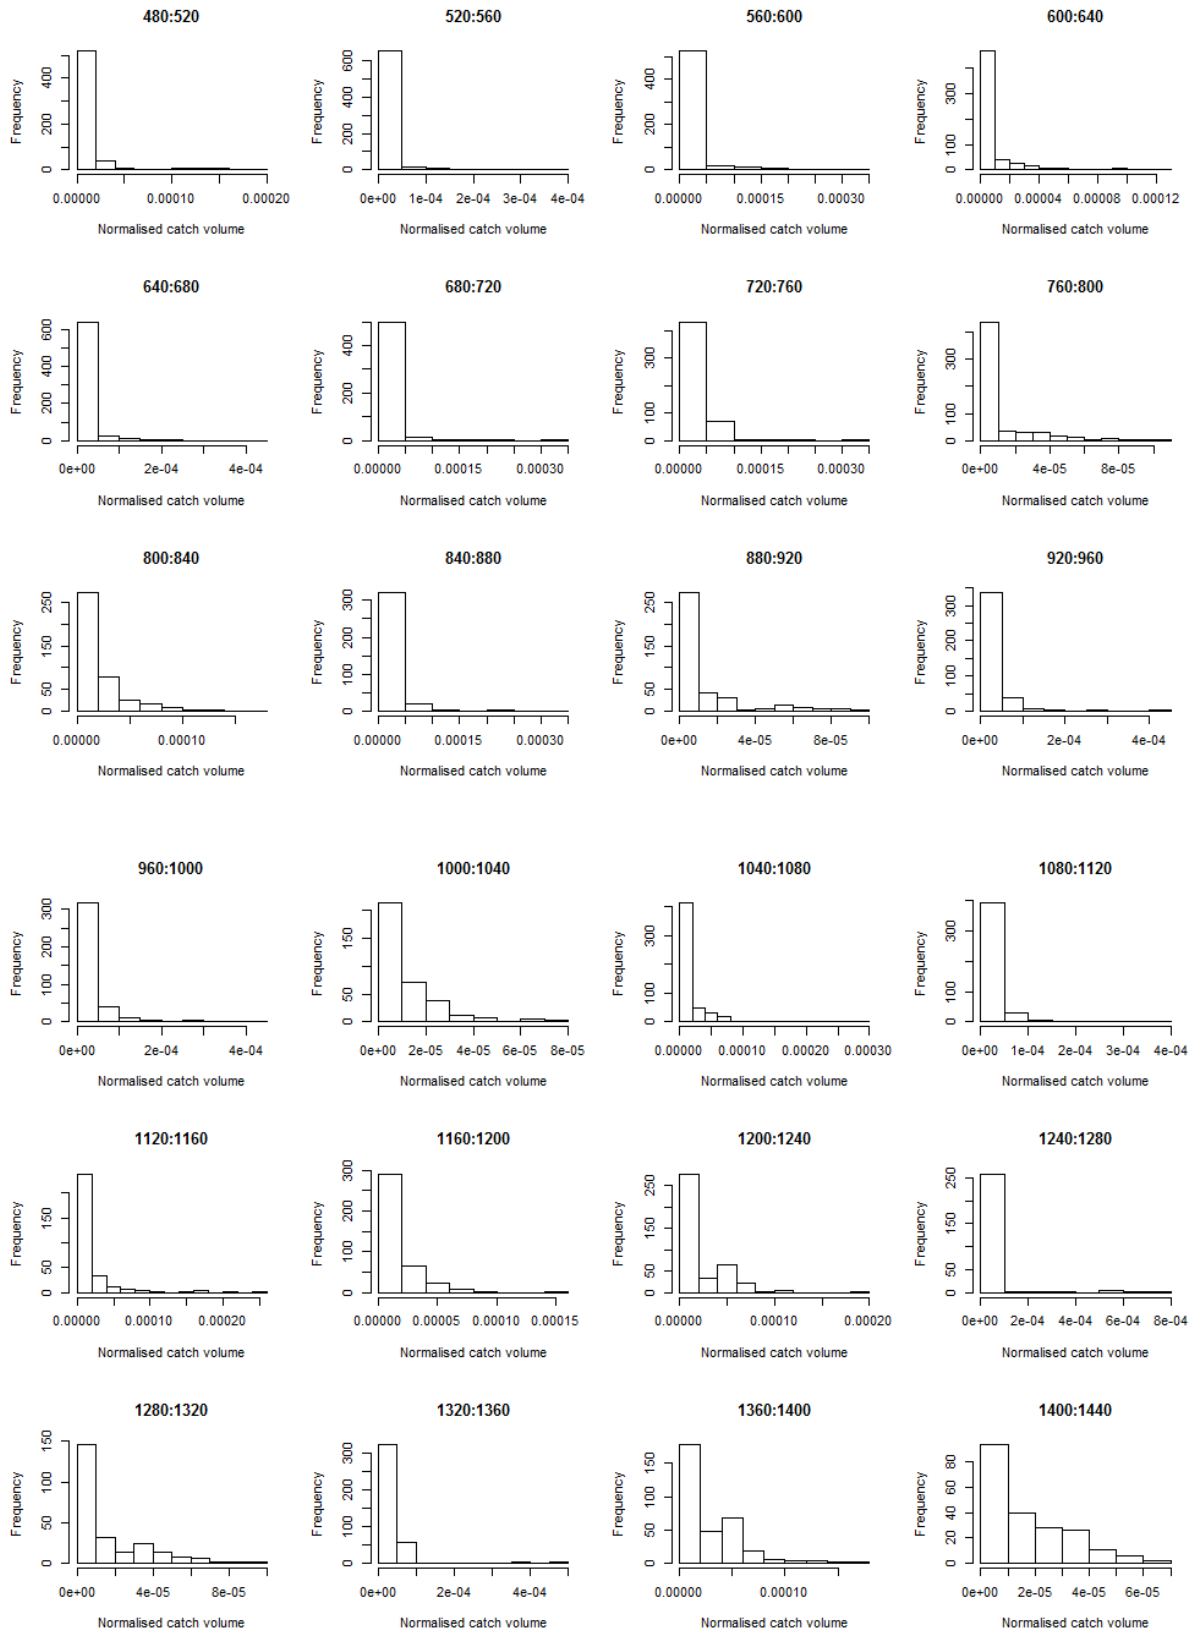 480:520
Frequency
400
200
0
0.00000 0.00010 0.00020
Normalised catch volume
520:560
Frequency
600
400
200
0
0e+00 1e-04 2e-04 3e-04 4e-04
Normalised catch volume
560:600
Frequency
400
200
0
0.00000 0.00015 0.00030
Normalised catch volume
600:640
Frequency
300
100
0
0.00000 0.00004 0.00008 0.00012
Normalised catch volume
640:680
Frequency
600
400
200
0
0e+00 2e-04 4e-04
Normalised catch volume
680:720
Frequency
400
200
0
0.00000 0.00015 0.00030
Normalised catch volume
720:760
Frequency
300
100
0
0.00000 0.00015 0.00030
Normalised catch volume
760:800
Frequency
300
100
0
0e+00 4e-05 8e-05
Normalised catch volume
800:840
Frequency
250
150
50
0
0.00000 0.00010
Normalised catch volume
840:880
Frequency
300
200
100
0
0.00000 0.00015 0.00030
Normalised catch volume
880:920
Frequency
250
150
50
0
0e+00 4e-05 8e-05
Normalised catch volume
920:960
Frequency
300
200
100
0
0e+00 2e-04 4e-04
Normalised catch volume
960:1000
Frequency
300
200
100
0
0e+00 2e-04 4e-04
Normalised catch volume
1000:1040
Frequency
150
50
0
0e+00 2e-05 4e-05 6e-05 8e-05
Normalised catch volume
1040:1080
Frequency
300
100
0
0.00000 0.00010 0.00020 0.00030
Normalised catch volume
1080:1120
Frequency
300
100
0
0e+00 1e-04 2e-04 3e-04 4e-04
Normalised catch volume
1120:1160
Frequency
150
50
0
0.00000 0.00010 0.00020
Normalised catch volume
1160:1200
Frequency
300
200
100
0
0.00000 0.00005 0.00010 0.00015
Normalised catch volume
1200:1240
Frequency
250
150
50
0
0.00000 0.00010 0.00020
Normalised catch volume
1240:1280
Frequency
250
150
50
0
0e+00 2e-04 4e-04 6e-04 8e-04
Normalised catch volume
1280:1320
Frequency
150
100
50
0
0e+00 4e-05 8e-05
Normalised catch volume
1320:1360
Frequency
300
200
100
0
0e+00 2e-04 4e-04
Normalised catch volume
1360:1400
Frequency
150
100
50
0
0.00000 0.00010
Normalised catch volume
1400:1440
Frequency
80
60
40
20
0
0e+00 2e-05 4e-05 6e-05
Normalised catch volume